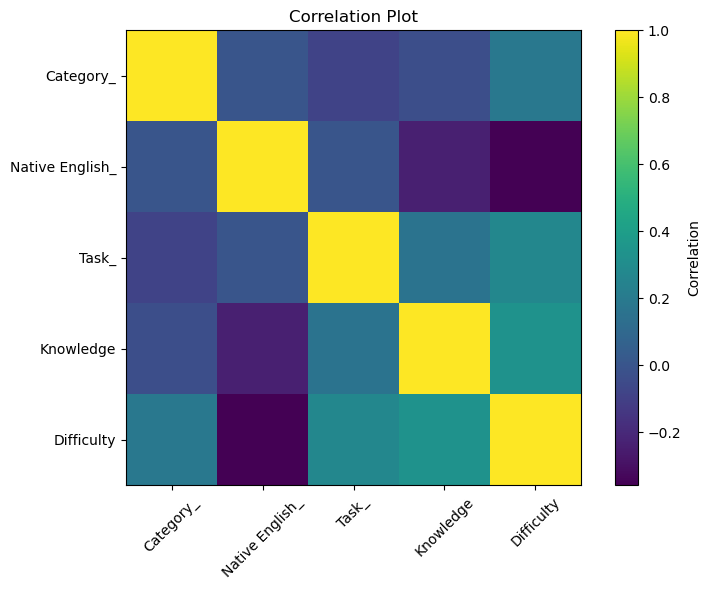 Correlation Plot
Category_
Native English_
Task_
Knowledge
Difficulty
Category_
Native English_
Task_
Knowledge
Difficulty
1.0
0.8
0.6
0.4
0.2
0.0
−0.2
Correlation